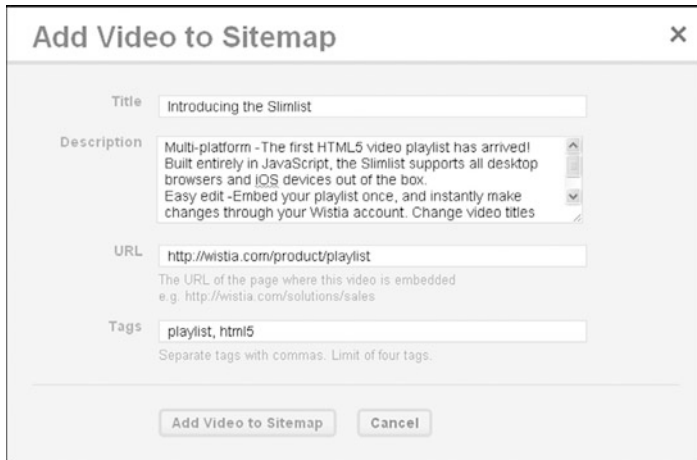 Add Video to Sitemap
Title
Introducing the Slimlist
Description
Multi-platform -The first HTML5 video playlist has arrived!
Built entirely in JavaScript, the Slimlist supports all desktop
browsers and iOS devices out of the box.
Easy edit -Embed your playlist once, and instantly make
changes through your Wistia account. Change video titles
URL
http://wistia.com/product/playlist
The URL of the page where this video is embedded
e.g. http://wistia.com/solutions/sales
Tags
playlist, html5
Separate tags with commas. Limit of four tags.
Add Video to Sitemap
Cancel